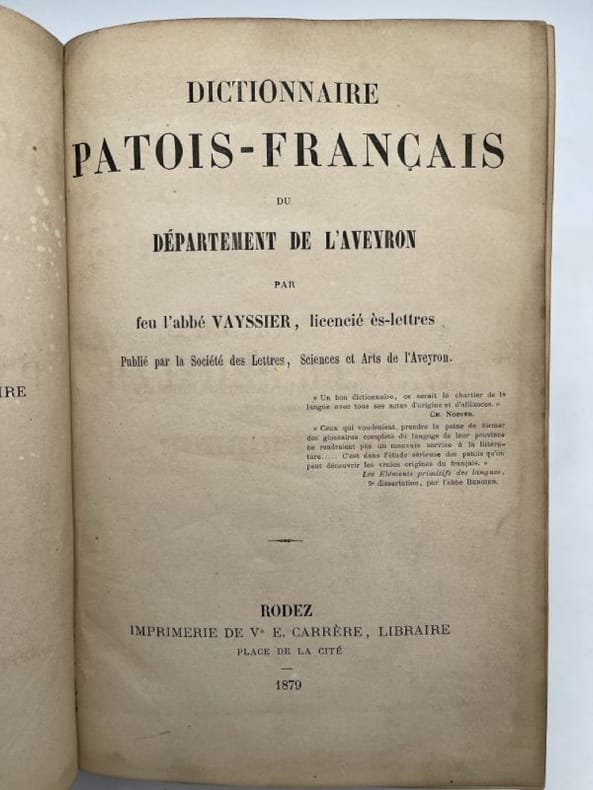 DICTIONNAIRE
PATOIS-FRANÇAIS
DU
DÉPARTEMENT DE L'AVEYRON
PAR
feu l'abbé VAYSSIER, licencié ès-lettres
Publié par la Société des Lettres, Sciences et Arts de l'Aveyron.
IRE
« Un bon dictionnaire, ce serait le chartier de la
langue avec tous ses actes d'origine et d'alliances. »
CH. NODIER.
« Ceux qui voudraient prendre la peine de former
des glossaires complets du langage de leur province
ne rendraient pas un mauvais service à la littéra-
ture..... C'est dans l'étude sérieuse des patois qu'on
peut découvrir les vraies origines du français. »
Les Eléments primitifs des langues,
5e dissertation, par l'abbé BERGIER.
RODEZ
IMPRIMERIE DE Ve E. CARRÈRE, LIBRAIRE
PLACE DE LA CITÉ
1879